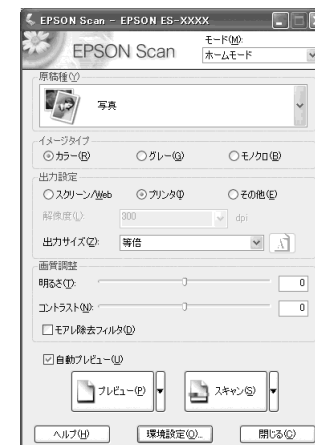 EPSON Scan - EPSON ES-XXXX
EPSON Scan
モード(M):
ホームモード
原稿種(Y)
写真
イメージタイプ
カラー(R) グレー(G) モノクロ(B)
出力設定
スクリーン/Web プリンタ(I) その他(E)
解像度(L): 300 dpi
出力サイズ(Z): 等倍
画質調整
明るさ(T): 0
コントラスト(N): 0
モアレ除去フィルタ(D)
自動プレビュー(U)
プレビュー(P) スキャン(S)
ヘルプ(H) 環境設定(O)... 閉じる(C)